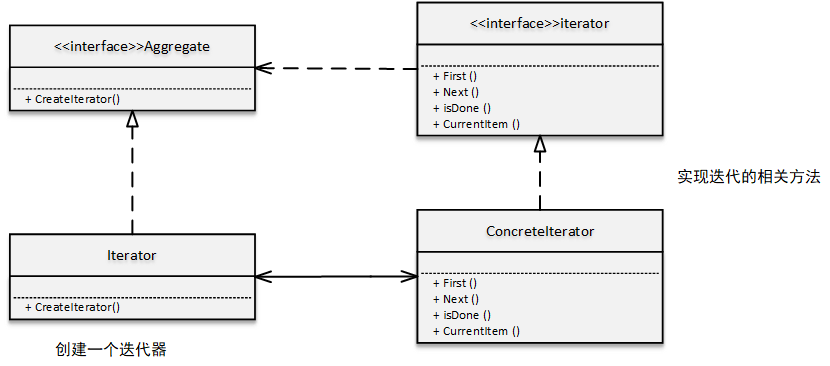 <<interface>>Aggregate
+ CreateIterator()
<<interface>>iterator
+ First ()
+ Next ()
+ isDone ()
+ CurrentItem ()
实现迭代的相关方法
Iterator
+ CreateIterator()
创建一个迭代器
ConcreteIterator
+ First ()
+ Next ()
+ isDone ()
+ CurrentItem ()